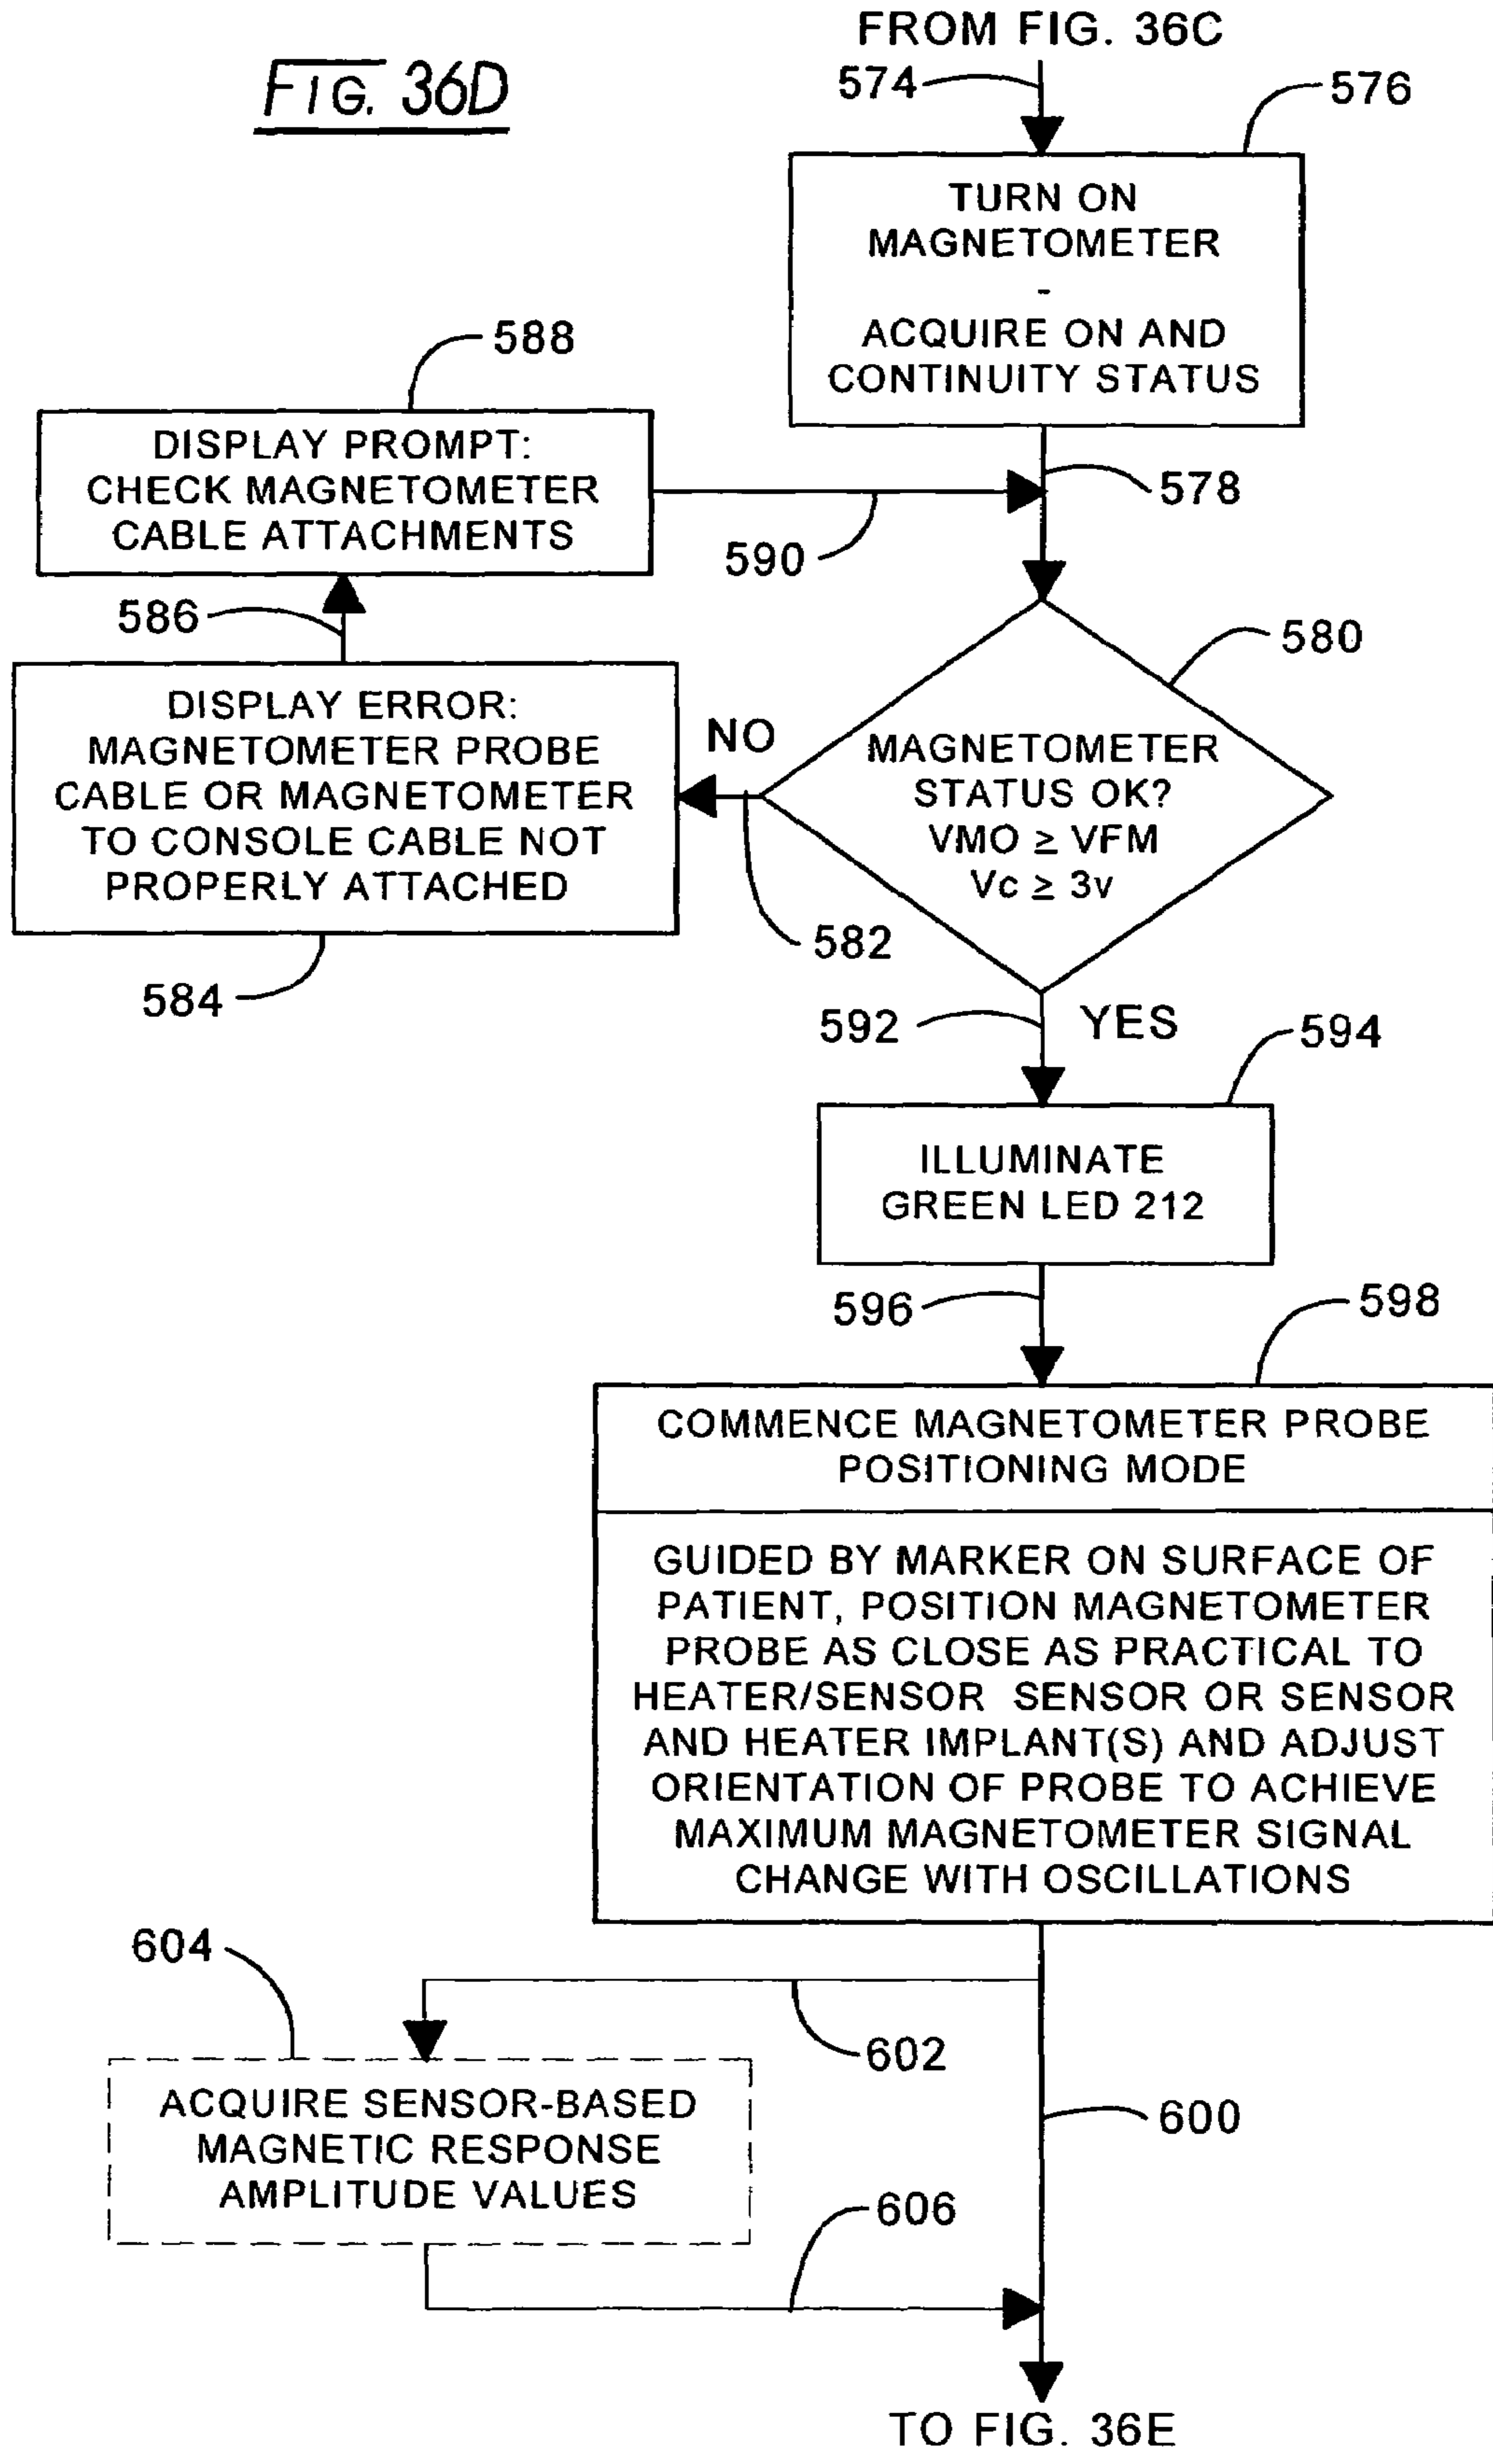 FROM FIG. 36C
FIG. 36D
574
576
TURN ON
MAGNETOMETER
-
ACQUIRE ON AND
CONTINUITY STATUS
588
DISPLAY PROMPT:
CHECK MAGNETOMETER
CABLE ATTACHMENTS
578
590
586
580
DISPLAY ERROR:
MAGNETOMETER PROBE
CABLE OR MAGNETOMETER
TO CONSOLE CABLE NOT
PROPERLY ATTACHED
NO
MAGNETOMETER
STATUS OK?
VMO ≥ VFM
Vc ≥ 3v
582
584
592
YES
594
ILLUMINATE
GREEN LED 212
596
598
COMMENCE MAGNETOMETER PROBE
POSITIONING MODE
GUIDED BY MARKER ON SURFACE OF
PATIENT, POSITION MAGNETOMETER
PROBE AS CLOSE AS PRACTICAL TO
HEATER/SENSOR SENSOR OR SENSOR
AND HEATER IMPLANT(S) AND ADJUST
ORIENTATION OF PROBE TO ACHIEVE
MAXIMUM MAGNETOMETER SIGNAL
CHANGE WITH OSCILLATIONS
604
602
ACQUIRE SENSOR-BASED
MAGNETIC RESPONSE
AMPLITUDE VALUES
600
606
TO FIG. 36E